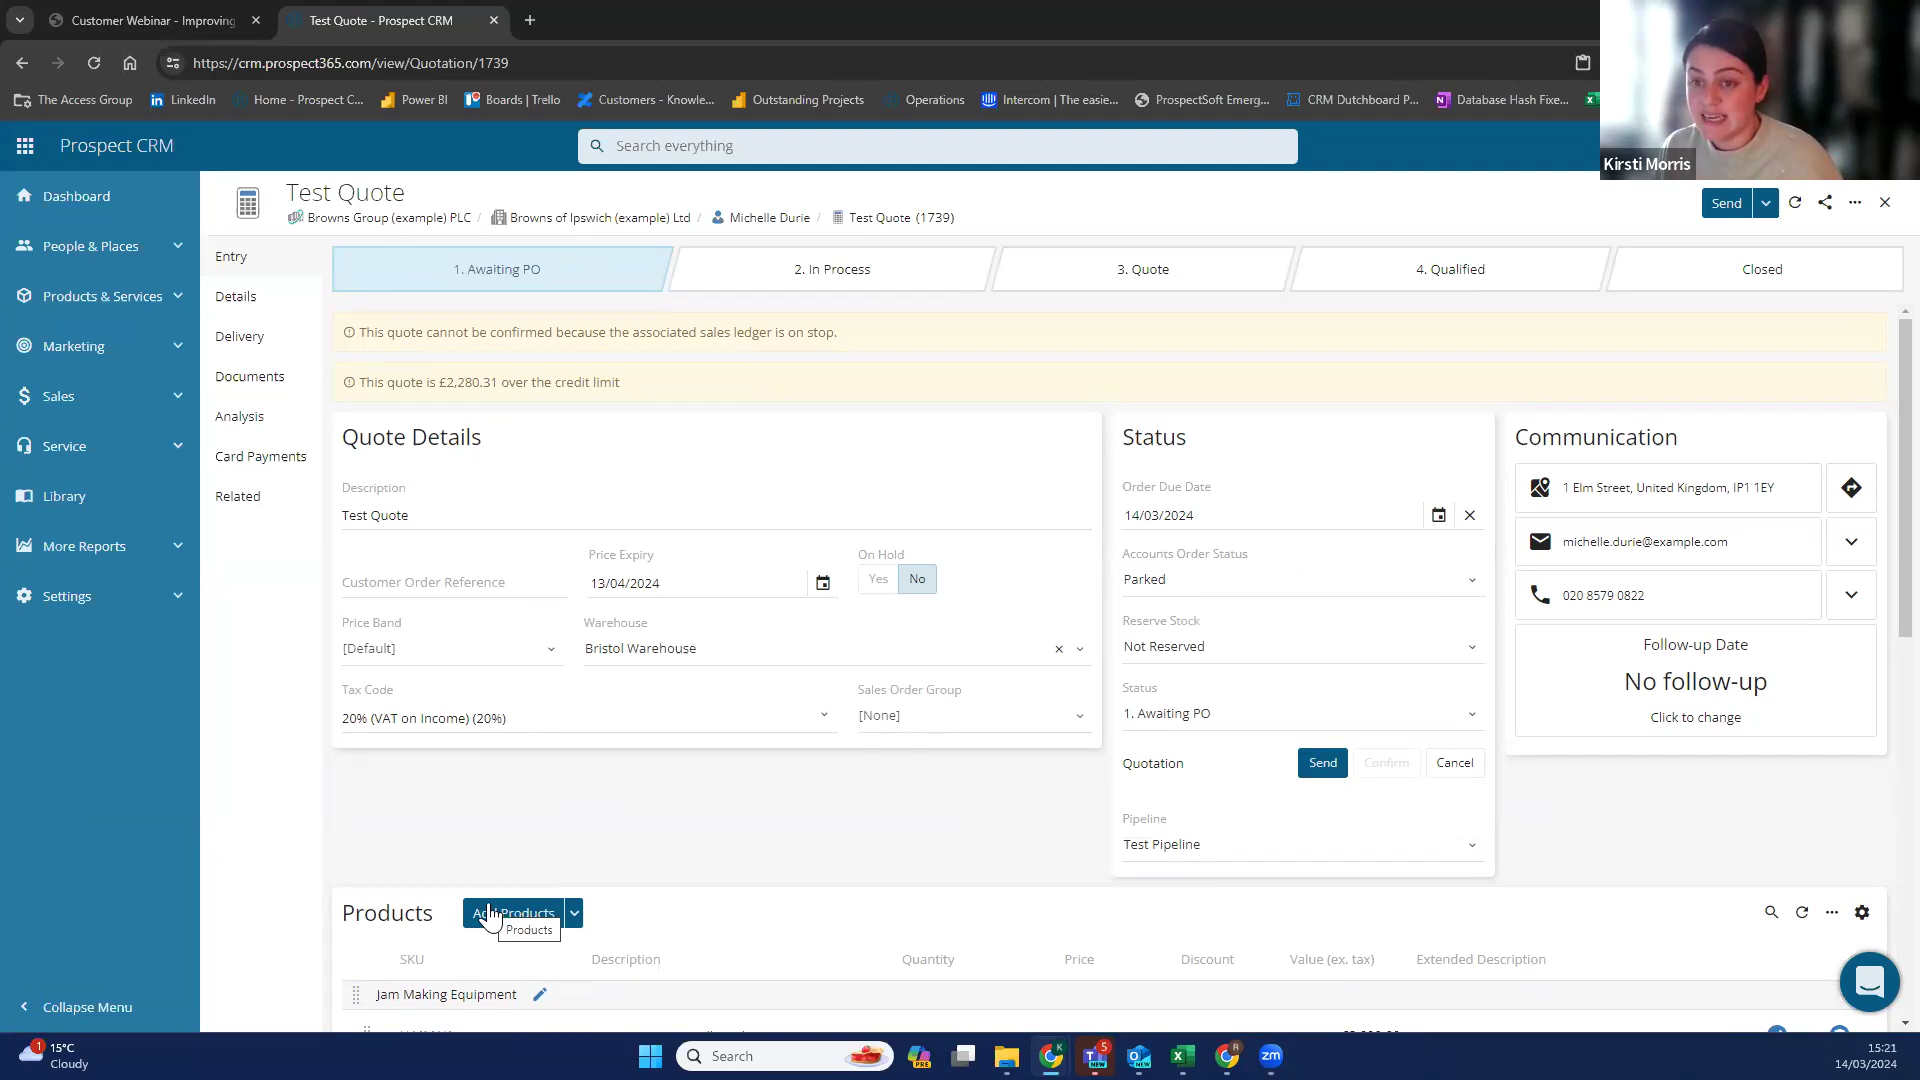 Customer Webinar - Improving
Test Quote - Prospect CRM
https://crm.prospect365.com/view/Quotation/1739
The Access Group
LinkedIn
Home - Prospect C...
Power BI
Boards | Trello
Customers - Knowle...
Outstanding Projects
Operations
Intercom | The easie...
ProspectSoft Emerg...
CRM Dutchboard P...
Database Hash Fixe...
Kirsti Morris
Prospect CRM
Search everything
Dashboard
People & Places
Products & Services
Marketing
Sales
Service
Library
More Reports
Settings
Collapse Menu
Test Quote
Browns Group (example) PLC / Browns of Ipswich (example) Ltd / Michelle Durie / Test Quote (1739)
Send
Entry
Details
Delivery
Documents
Analysis
Card Payments
Related
1. Awaiting PO
2. In Process
3. Quote
4. Qualified
Closed
This quote cannot be confirmed because the associated sales ledger is on stop.
This quote is £2,280.31 over the credit limit
Quote Details
Description
Test Quote
Customer Order Reference
Price Expiry
13/04/2024
On Hold
Yes No
Price Band
[Default]
Warehouse
Bristol Warehouse
Tax Code
20% (VAT on Income) (20%)
Sales Order Group
[None]
Status
Order Due Date
14/03/2024
Accounts Order Status
Parked
Reserve Stock
Not Reserved
Status
1. Awaiting PO
Quotation Send Confirm Cancel
Pipeline
Test Pipeline
Communication
1 Elm Street, United Kingdom, IP1 1EY
michelle.durie@example.com
020 8579 0822
Follow-up Date
No follow-up
Click to change
Products
Products
Products
SKU Description Quantity Price Discount Value (ex. tax) Extended Description
Jam Making Equipment
1
15°C
Cloudy
Search
PRE
K
5
NEW
NEW
R
zm
15:21
14/03/2024